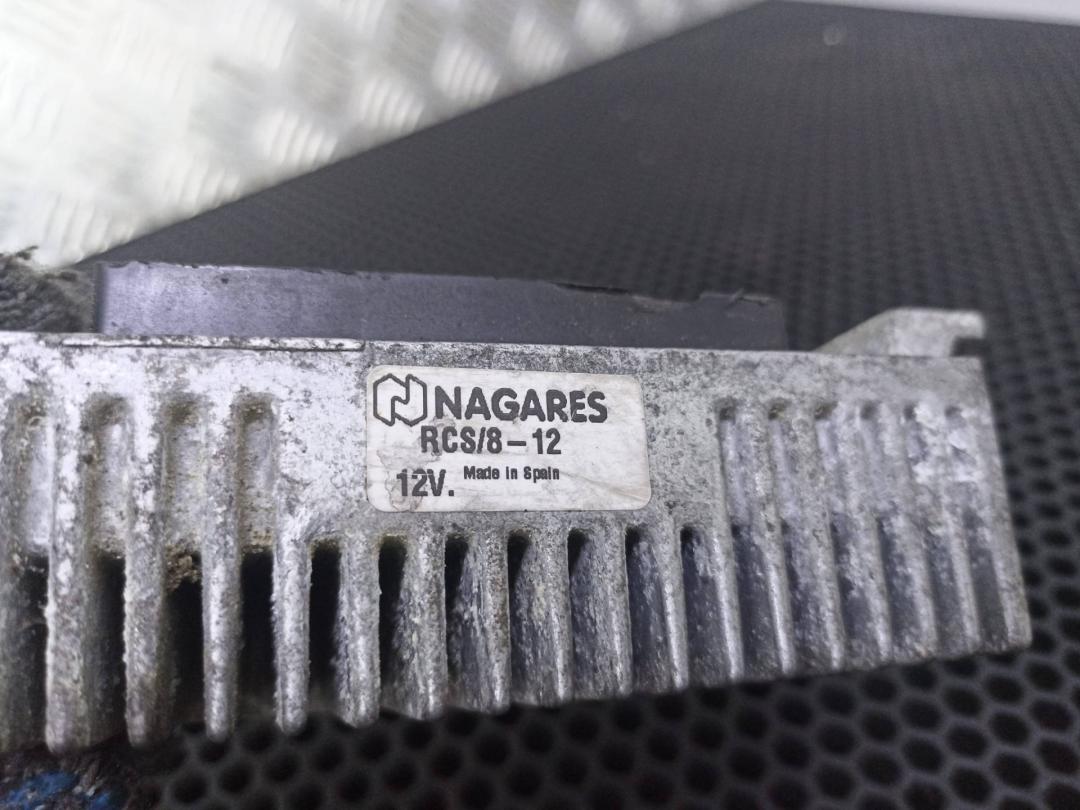 NAGARES
RCS/8-12
12V. Made in Spain